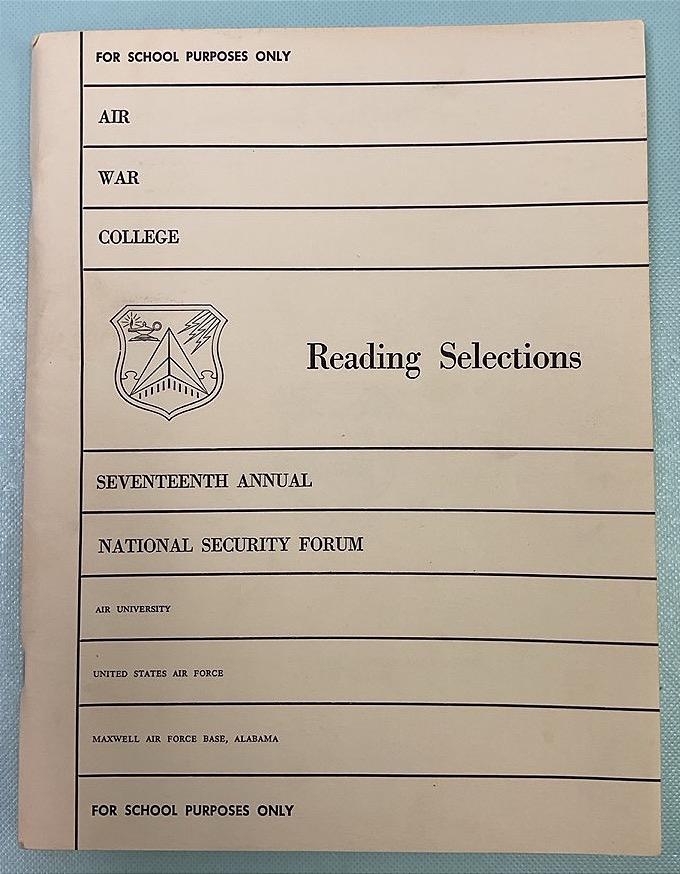 FOR SCHOOL PURPOSES ONLY
AIR
WAR
COLLEGE
Reading Selections
SEVENTEENTH ANNUAL
NATIONAL SECURITY FORUM
AIR UNIVERSITY
UNITED STATES AIR FORCE
MAXWELL AIR FORCE BASE, ALABAMA
FOR SCHOOL PURPOSES ONLY